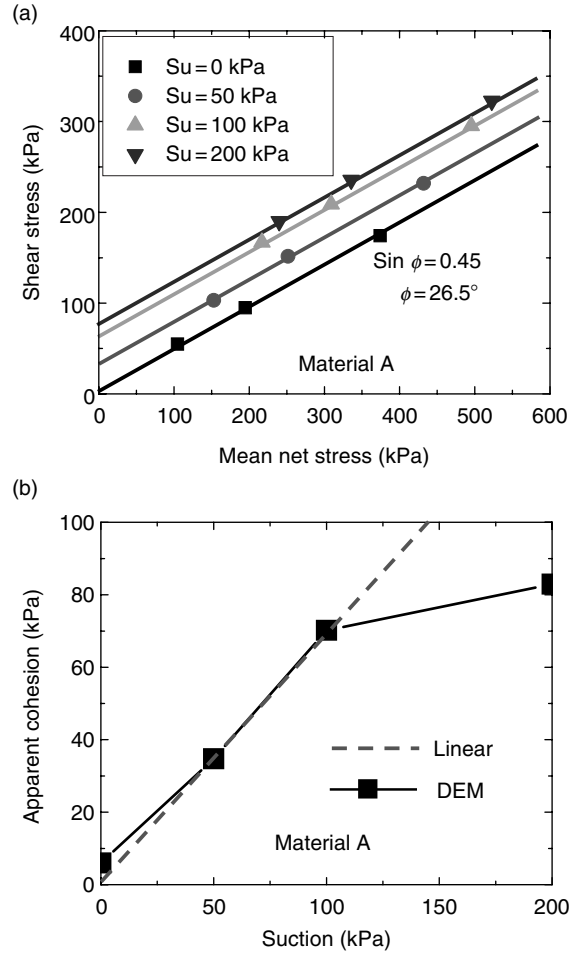 (a)
400
300
200
100
0
Shear stress (kPa)
Su = 0 kPa
Su = 50 kPa
Su = 100 kPa
Su = 200 kPa
Sin ϕ = 0.45
ϕ = 26.5°
Material A
0 100 200 300 400 500 600
Mean net stress (kPa)
(b)
100
80
60
40
20
0
Apparent cohesion (kPa)
Linear
DEM
Material A
0 50 100 150 200
Suction (kPa)